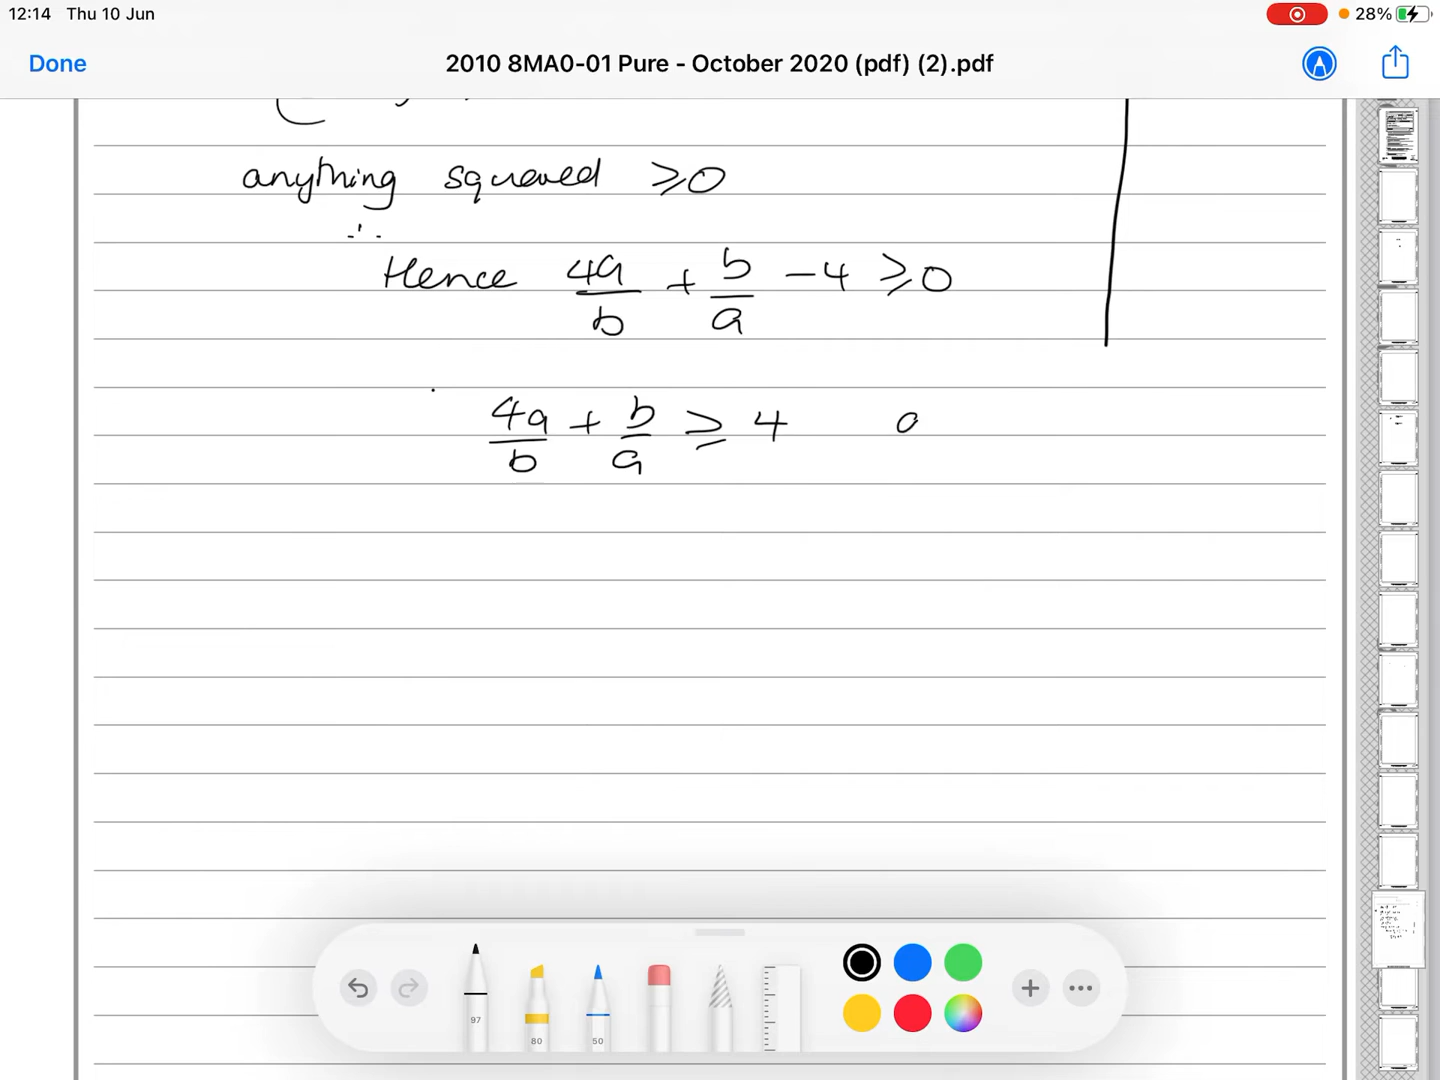 12:14 Thu 10 Jun 28%
Done 2010 8MA0-01 Pure - October 2020 (pdf) (2).pdf
anything squared ⩾0
∴
Hence 4a/b + b/a − 4 ⩾0
4a/b + b/a ≥ 4
97 80 50